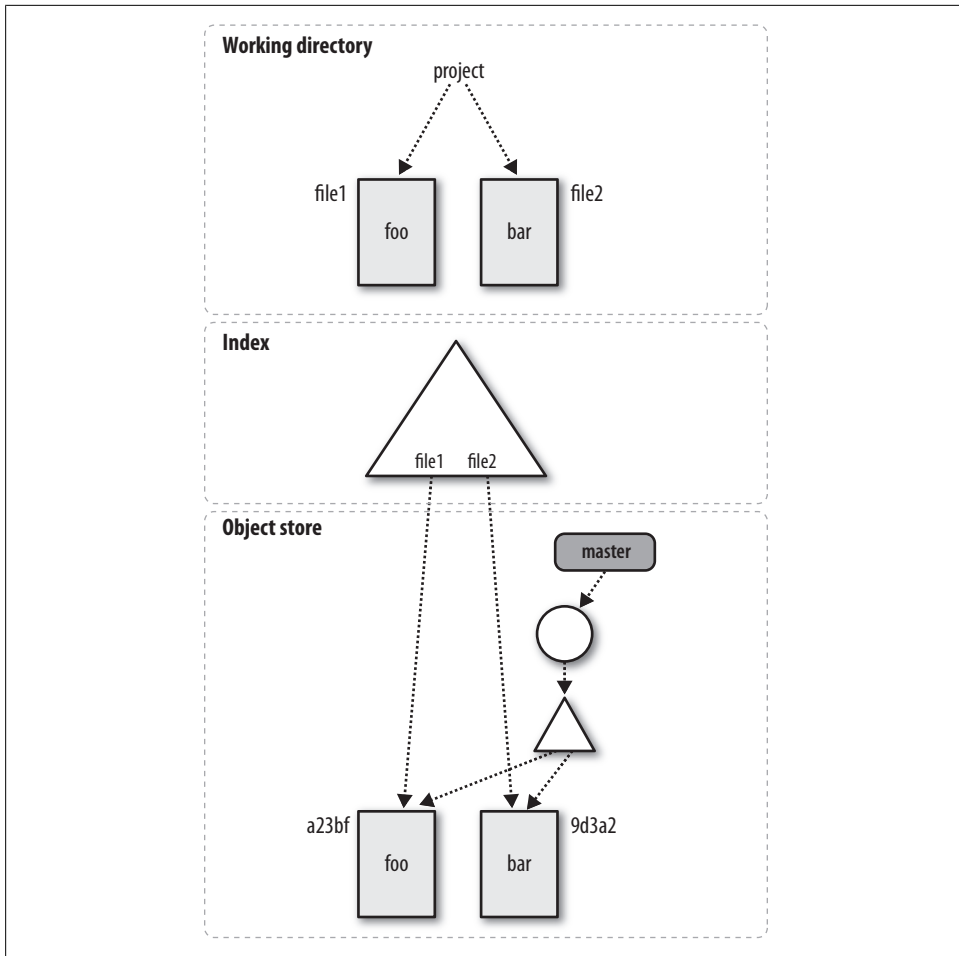 Working directory
project
file1
foo
bar
file2
Index
file1 file2
Object store
master
a23bf
foo
bar
9d3a2